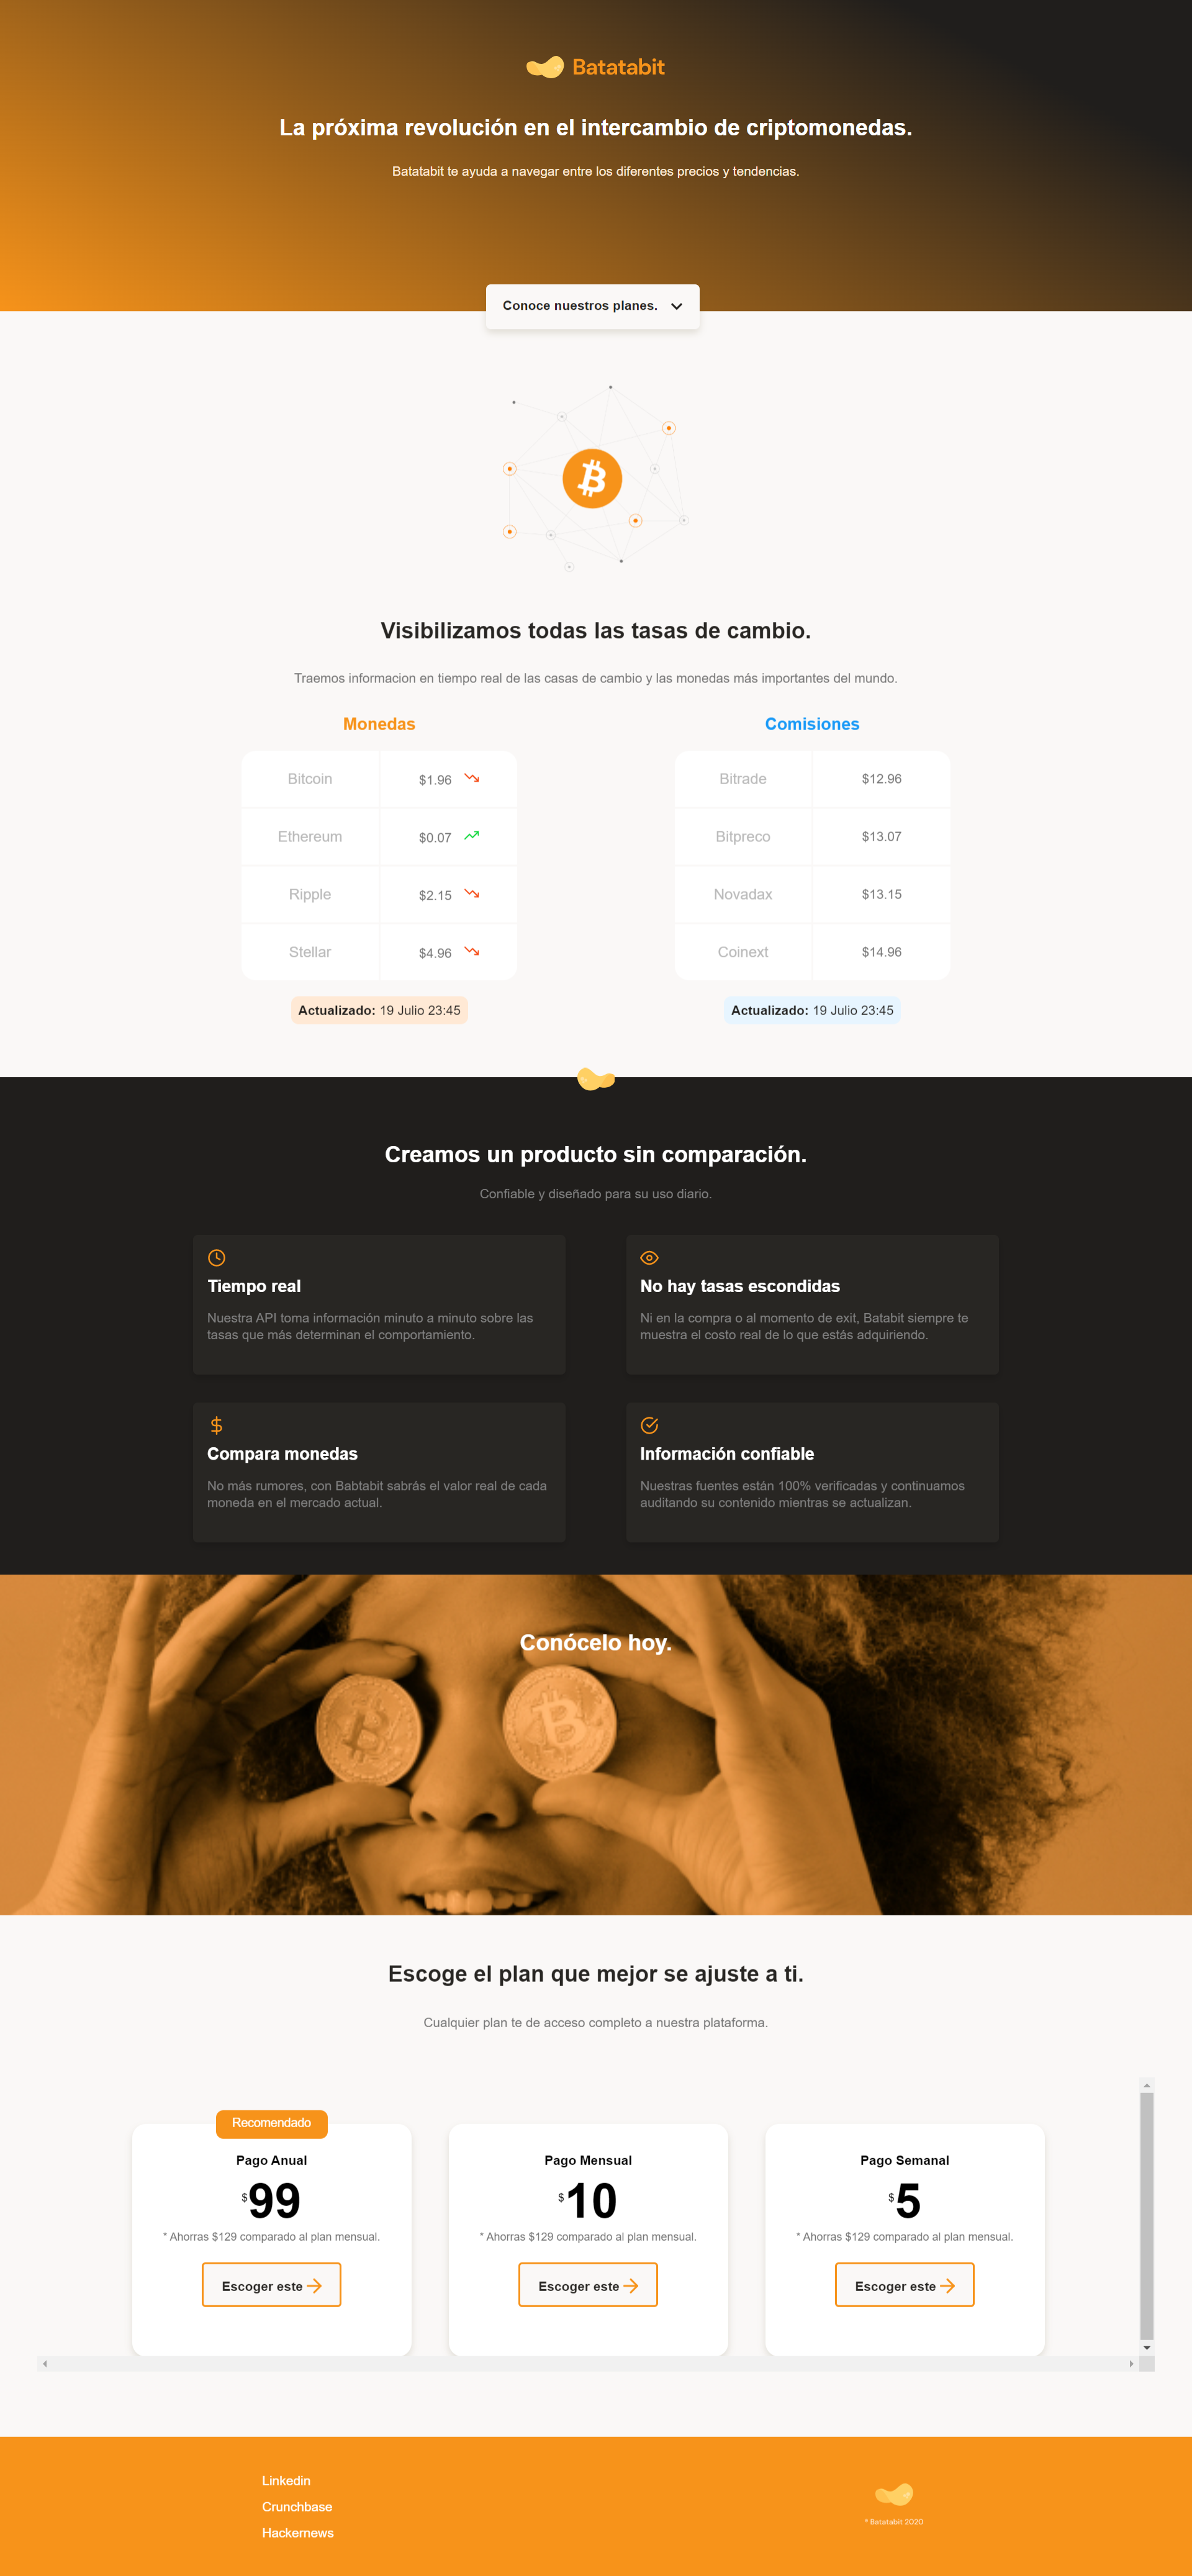 Batatabit
La próxima revolución en el intercambio de criptomonedas.
Batatabit te ayuda a navegar entre los diferentes precios y tendencias.
Conoce nuestros planes.
Visibilizamos todas las tasas de cambio.
Traemos informacion en tiempo real de las casas de cambio y las monedas más importantes del mundo.
Monedas
Bitcoin $1.96
Ethereum $0.07
Ripple $2.15
Stellar $4.96
Actualizado: 19 Julio 23:45
Comisiones
Bitrade $12.96
Bitpreco $13.07
Novadax $13.15
Coinext $14.96
Actualizado: 19 Julio 23:45
Creamos un producto sin comparación.
Confiable y diseñado para su uso diario.
Tiempo real
Nuestra API toma información minuto a minuto sobre las
tasas que más determinan el comportamiento.
No hay tasas escondidas
Ni en la compra o al momento de exit, Batabit siempre te
muestra el costo real de lo que estás adquiriendo.
Compara monedas
No más rumores, con Babtabit sabrás el valor real de cada
moneda en el mercado actual.
Información confiable
Nuestras fuentes están 100% verificadas y continuamos
auditando su contenido mientras se actualizan.
Conócelo hoy.
Escoge el plan que mejor se ajuste a ti.
Cualquier plan te de acceso completo a nuestra plataforma.
Recomendado
Pago Anual
$99
* Ahorras $129 comparado al plan mensual.
Escoger este
Pago Mensual
$10
* Ahorras $129 comparado al plan mensual.
Escoger este
Pago Semanal
$5
* Ahorras $129 comparado al plan mensual.
Escoger este
Linkedin
Crunchbase
Hackernews
* Batatabit 2020